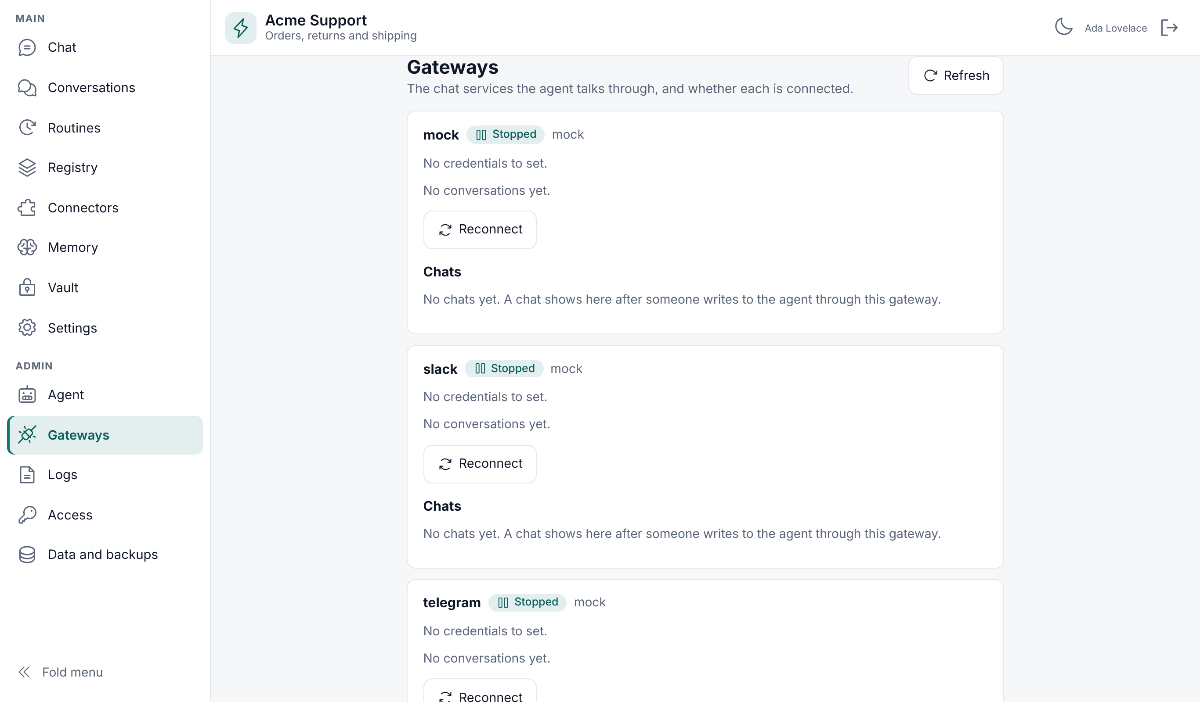 MAIN
Chat
Conversations
Routines
Registry
Connectors
Memory
Vault
Settings
ADMIN
Agent
Gateways
Logs
Access
Data and backups
Fold menu
Acme Support
Orders, returns and shipping
Ada Lovelace
Gateways
The chat services the agent talks through, and whether each is connected.
Refresh
mock Stopped mock
No credentials to set.
No conversations yet.
Reconnect
Chats
No chats yet. A chat shows here after someone writes to the agent through this gateway.
slack Stopped mock
No credentials to set.
No conversations yet.
Reconnect
Chats
No chats yet. A chat shows here after someone writes to the agent through this gateway.
telegram Stopped mock
No credentials to set.
No conversations yet.
Reconnect